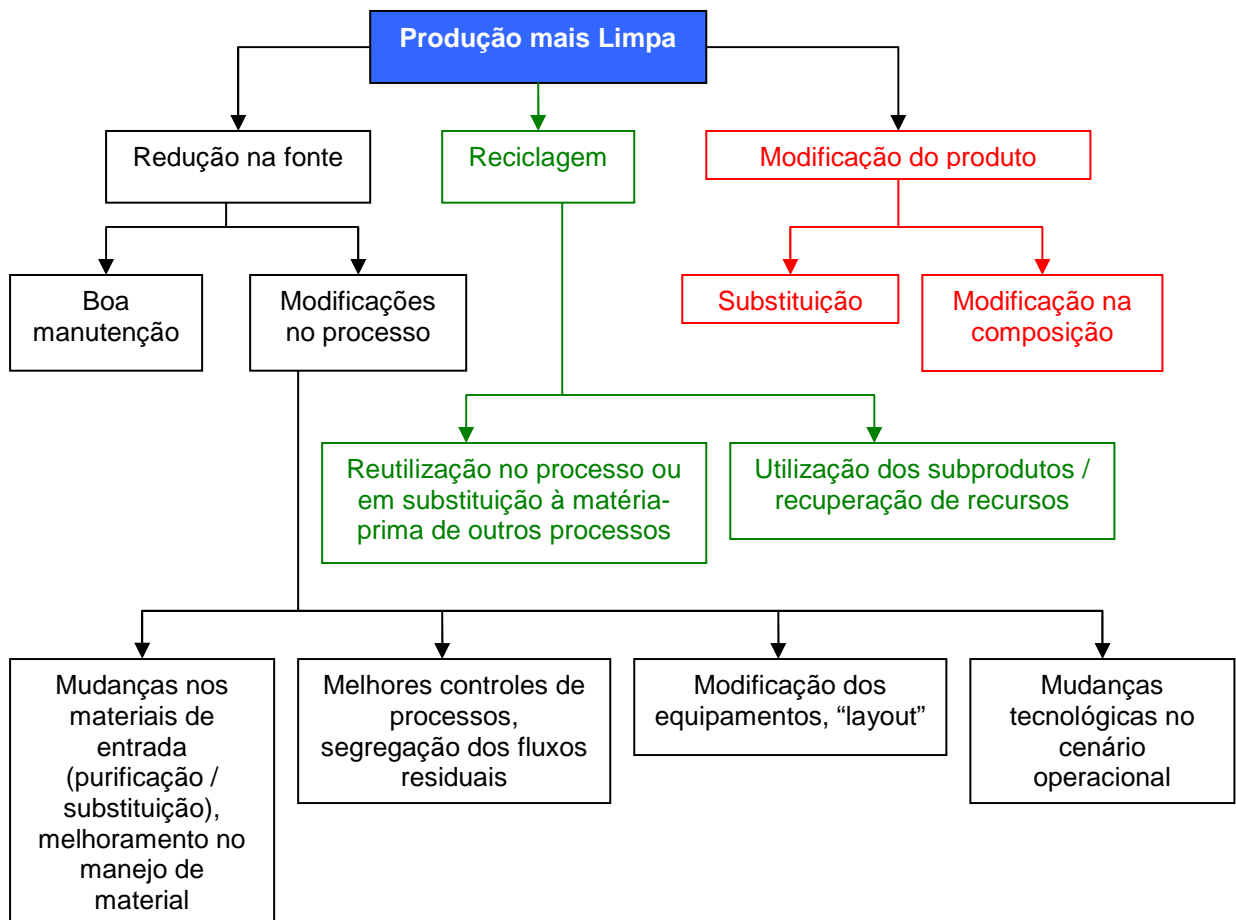 Produção mais Limpa
Redução na fonte
Reciclagem
Modificação do produto
Boa
manutenção
Modificações
no processo
Substituição
Modificação na
composição
Reutilização no processo ou
em substituição à matéria-
prima de outros processos
Utilização dos subprodutos /
recuperação de recursos
Mudanças nos
materiais de
entrada
(purificação /
substituição),
melhoramento no
manejo de
material
Melhores controles de
processos,
segregação dos fluxos
residuais
Modificação dos
equipamentos, “layout”
Mudanças
tecnológicas no
cenário
operacional